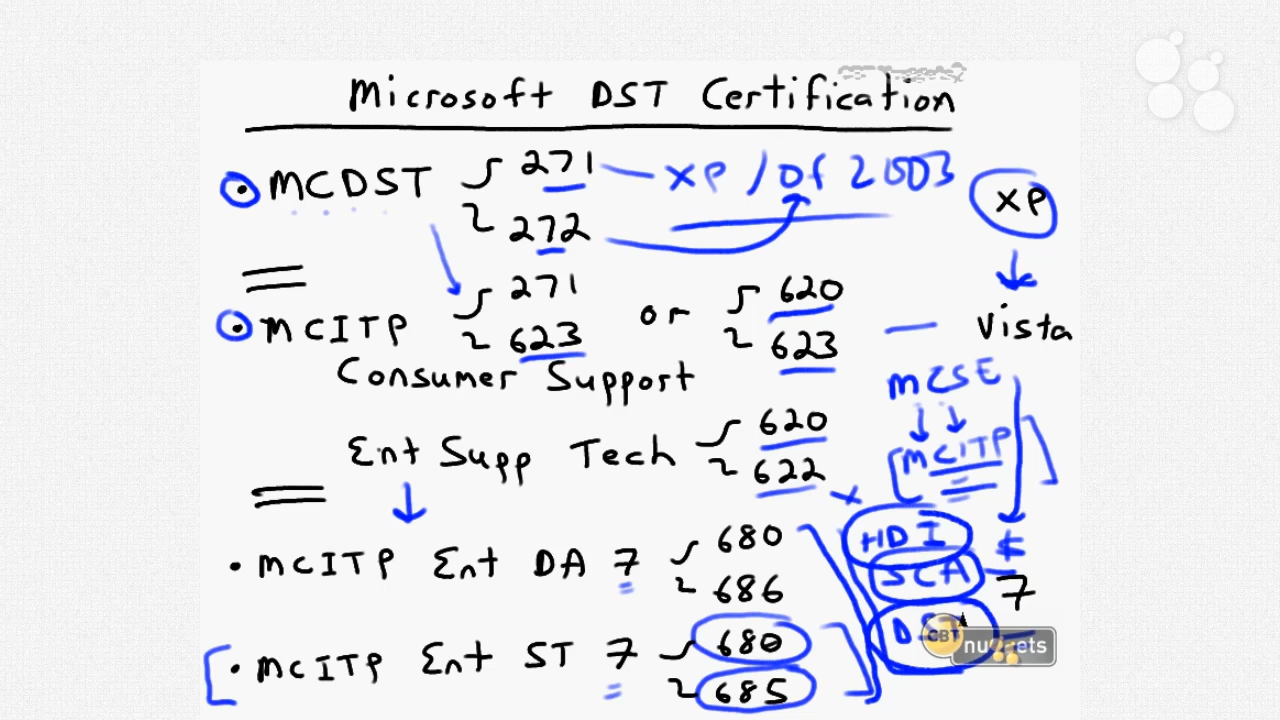 Microsoft DST Certification
• MCDST 271 — XP / Of 2003
272
XP
271 or 620
• MCITP 623 623 — Vista
Consumer Support
MCSE
Ent Supp Tech 620
622
MCITP
HDI
• MCITP Ent DA 7 680
686
SCA
7
• MCITP Ent ST 7 680
685
CBT nuggets